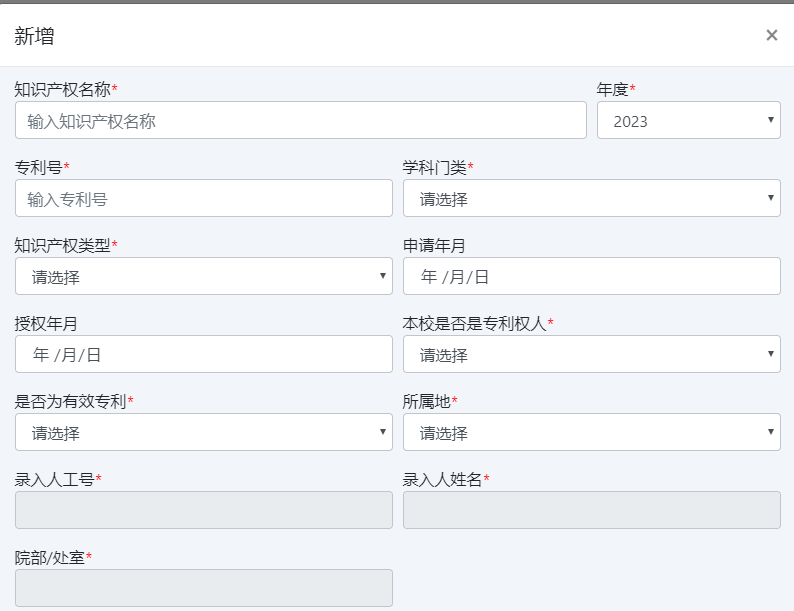 新增 ×
知识产权名称* 年度*
输入知识产权名称 2023
专利号* 学科门类*
输入专利号 请选择
知识产权类型* 申请年月
请选择 年 /月/日
授权年月 本校是否是专利权人*
年 /月/日 请选择
是否为有效专利* 所属地*
请选择 请选择
录入人工号* 录入人姓名*
院部/处室*